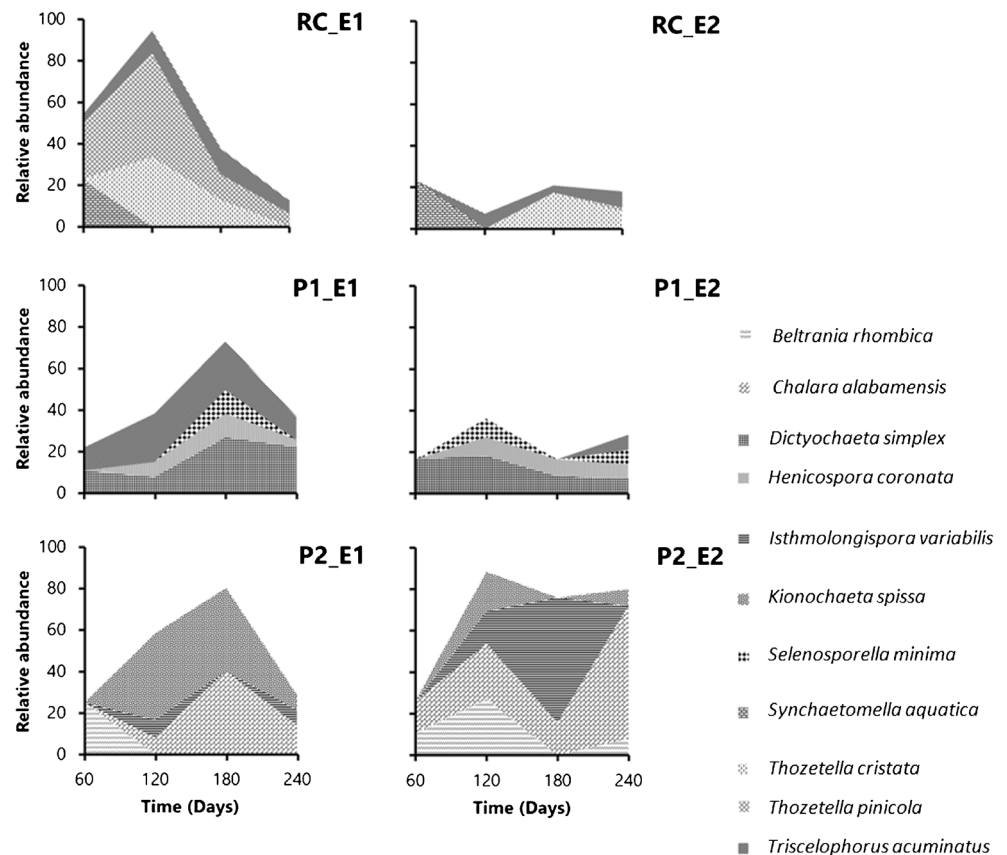 RC_E1
RC_E2
Relative abundance
100
80
60
40
20
0
P1_E1
P1_E2
Relative abundance
100
80
60
40
20
0
P2_E1
P2_E2
Relative abundance
100
80
60
40
20
0
60 120 180 240
60 120 180 240
Time (Days)
Time (Days)
Beltrania rhombica
Chalara alabamensis
Dictyochaeta simplex
Henicospora coronata
Isthmolongispora variabilis
Kionochaeta spissa
Selenosporella minima
Synchaetomella aquatica
Thozetella cristata
Thozetella pinicola
Triscelophorus acuminatus